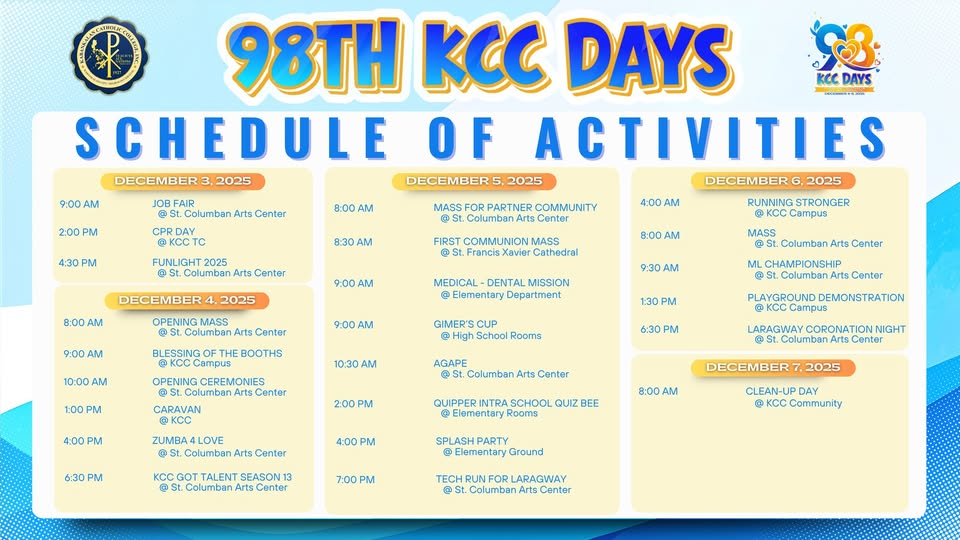 98TH KCC DAYS
98
KCC DAYS
SCHEDULE OF ACTIVITIES
DECEMBER 3, 2025
9:00 AM JOB FAIR
@ St. Columban Arts Center
2:00 PM CPR DAY
@ KCC TC
4:30 PM FUNLIGHT 2025
@ St. Columban Arts Center
DECEMBER 4, 2025
8:00 AM OPENING MASS
@ St. Columban Arts Center
9:00 AM BLESSING OF THE BOOTHS
@ KCC Campus
10:00 AM OPENING CEREMONIES
@ St. Columban Arts Center
1:00 PM CARAVAN
@ KCC
4:00 PM ZUMBA 4 LOVE
@ St. Columban Arts Center
6:30 PM KCC GOT TALENT SEASON 13
@ St. Columban Arts Center
DECEMBER 5, 2025
8:00 AM MASS FOR PARTNER COMMUNITY
@ St. Columban Arts Center
8:30 AM FIRST COMMUNION MASS
@ St. Francis Xavier Cathedral
9:00 AM MEDICAL - DENTAL MISSION
@ Elementary Department
9:00 AM GIMER'S CUP
@ High School Rooms
10:30 AM AGAPE
@ St. Columban Arts Center
2:00 PM QUIPPER INTRA SCHOOL QUIZ BEE
@ Elementary Rooms
4:00 PM SPLASH PARTY
@ Elementary Ground
7:00 PM TECH RUN FOR LARAGWAY
@ St. Columban Arts Center
DECEMBER 6, 2025
4:00 AM RUNNING STRONGER
@ KCC Campus
8:00 AM MASS
@ St. Columban Arts Center
9:30 AM ML CHAMPIONSHIP
@ St. Columban Arts Center
1:30 PM PLAYGROUND DEMONSTRATION
@ KCC Campus
6:30 PM LARAGWAY CORONATION NIGHT
@ St. Columban Arts Center
DECEMBER 7, 2025
8:00 AM CLEAN-UP DAY
@ KCC Community